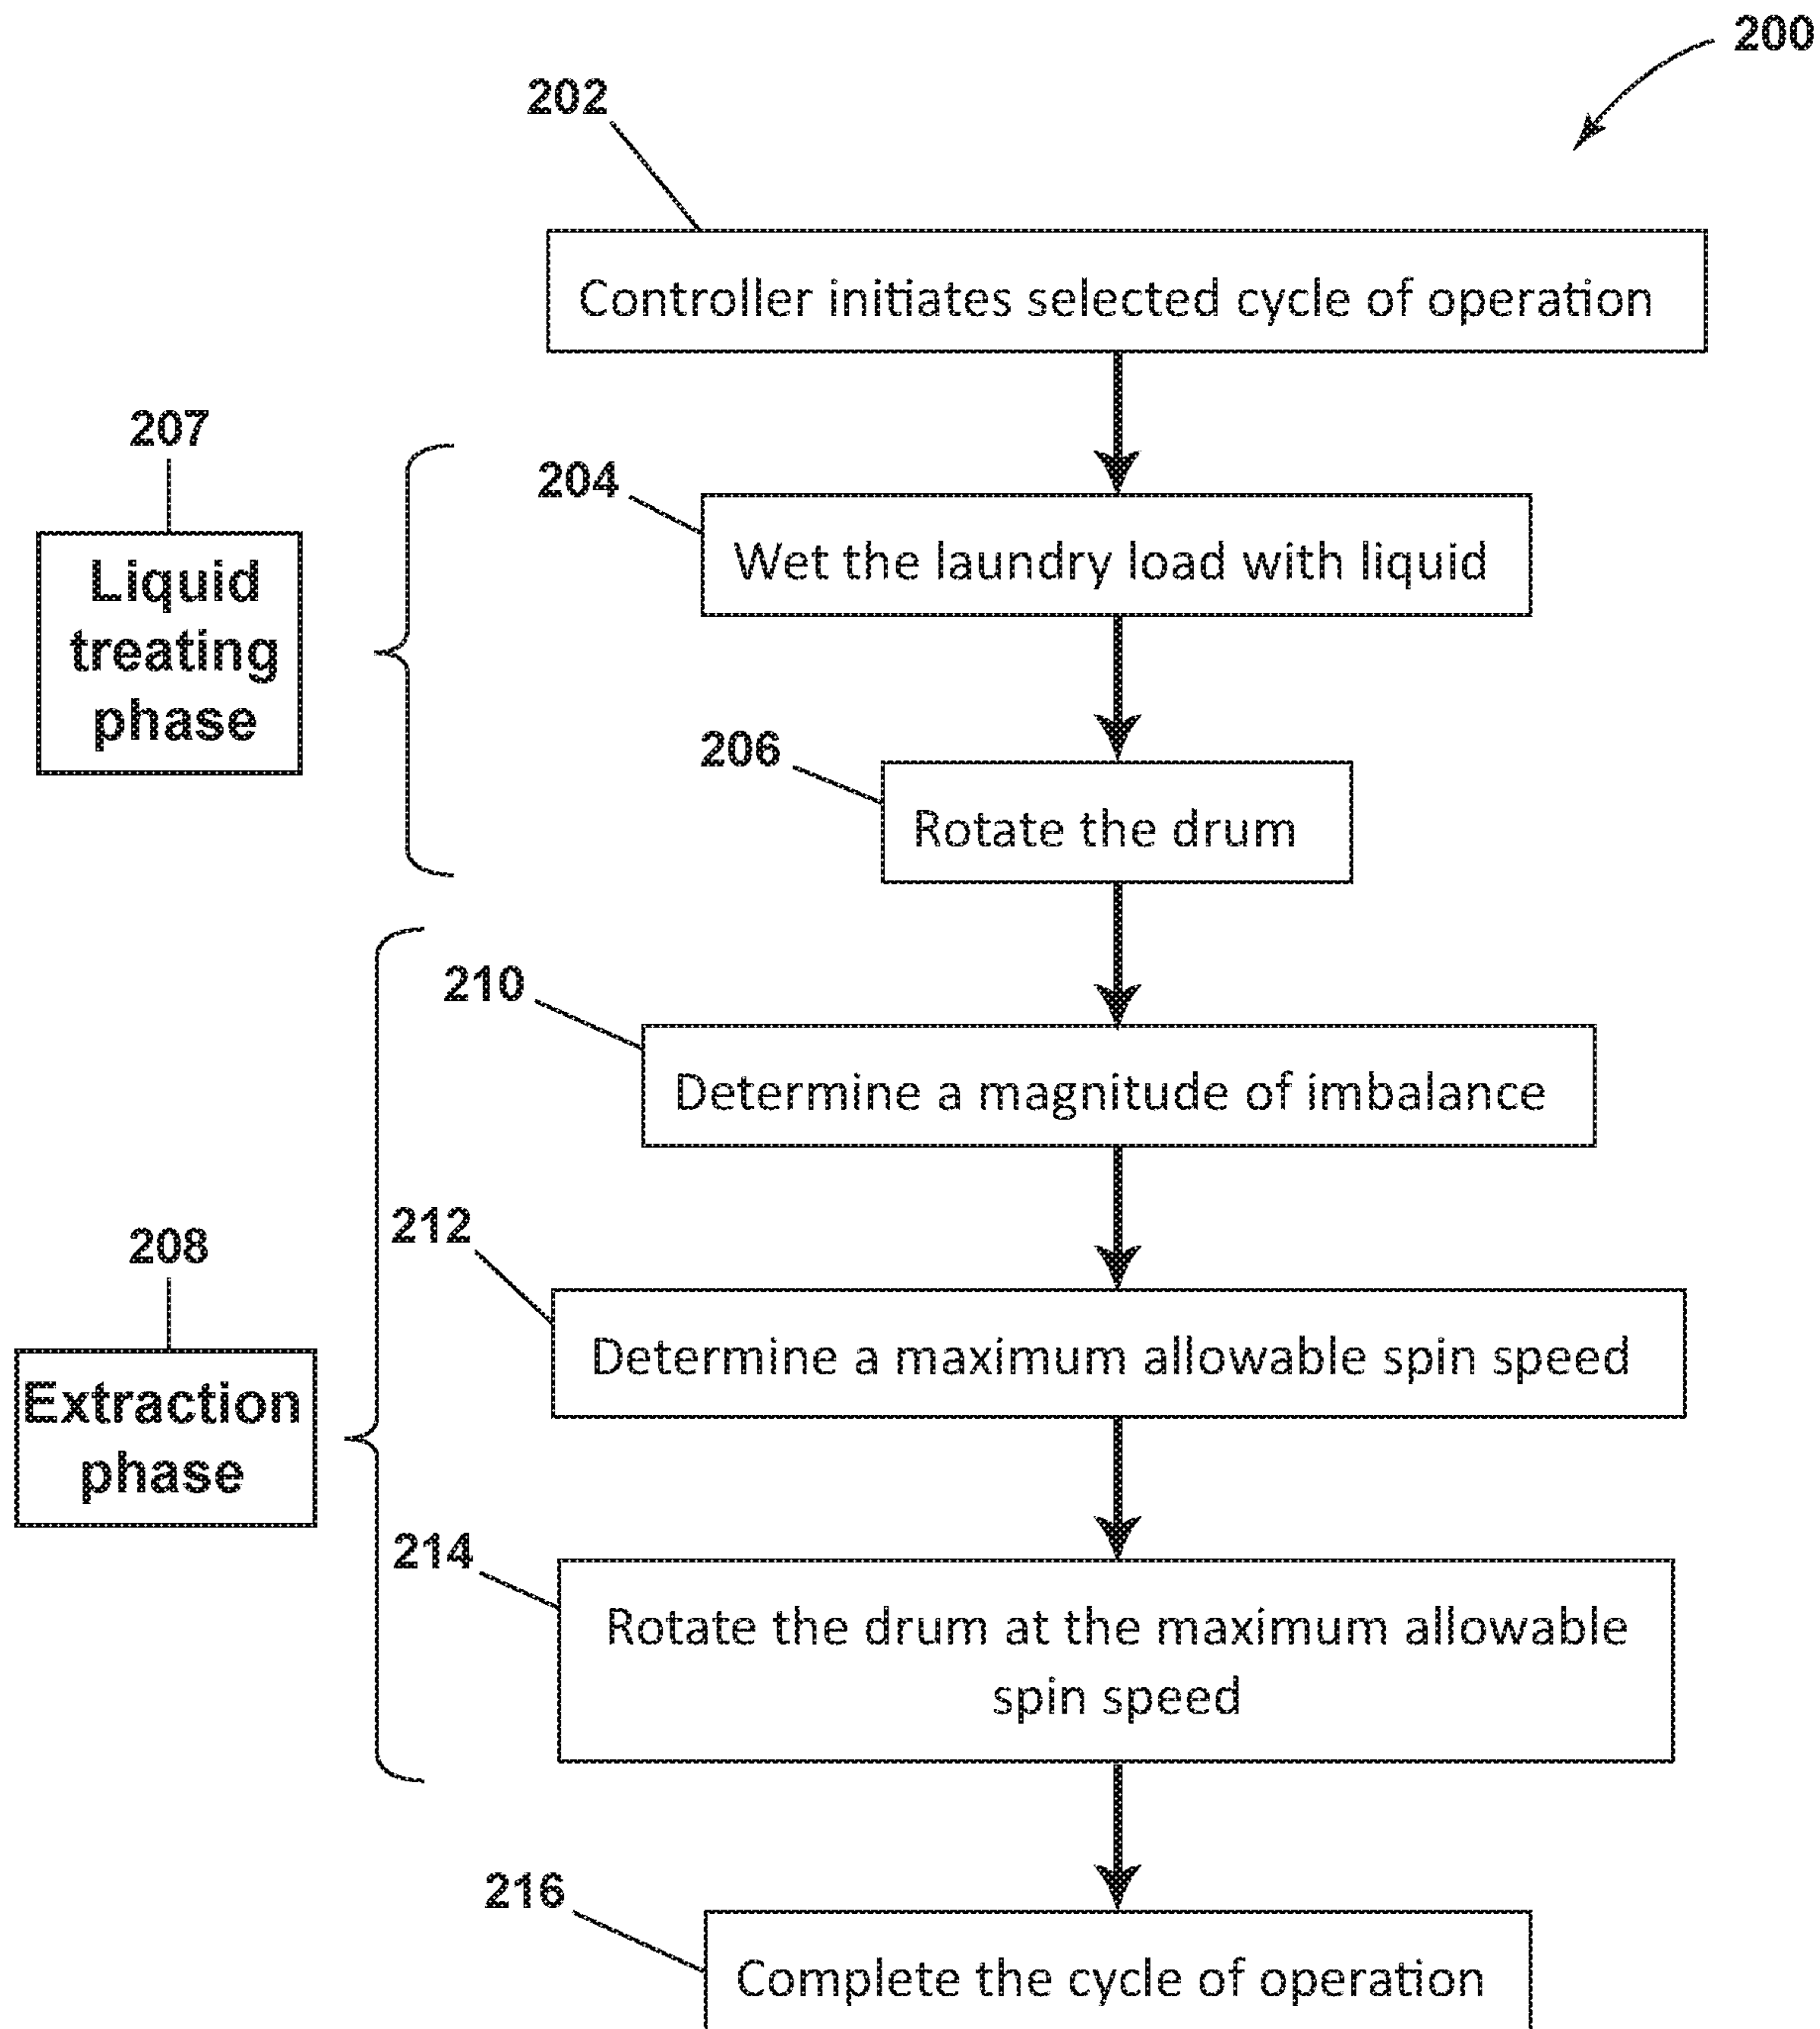 200
202
Controller initiates selected cycle of operation
207
Liquid
treating
phase
204
Wet the laundry load with liquid
206
Rotate the drum
210
Determine a magnitude of imbalance
212
Determine a maximum allowable spin speed
208
Extraction
phase
214
Rotate the drum at the maximum allowable
spin speed
216
Complete the cycle of operation